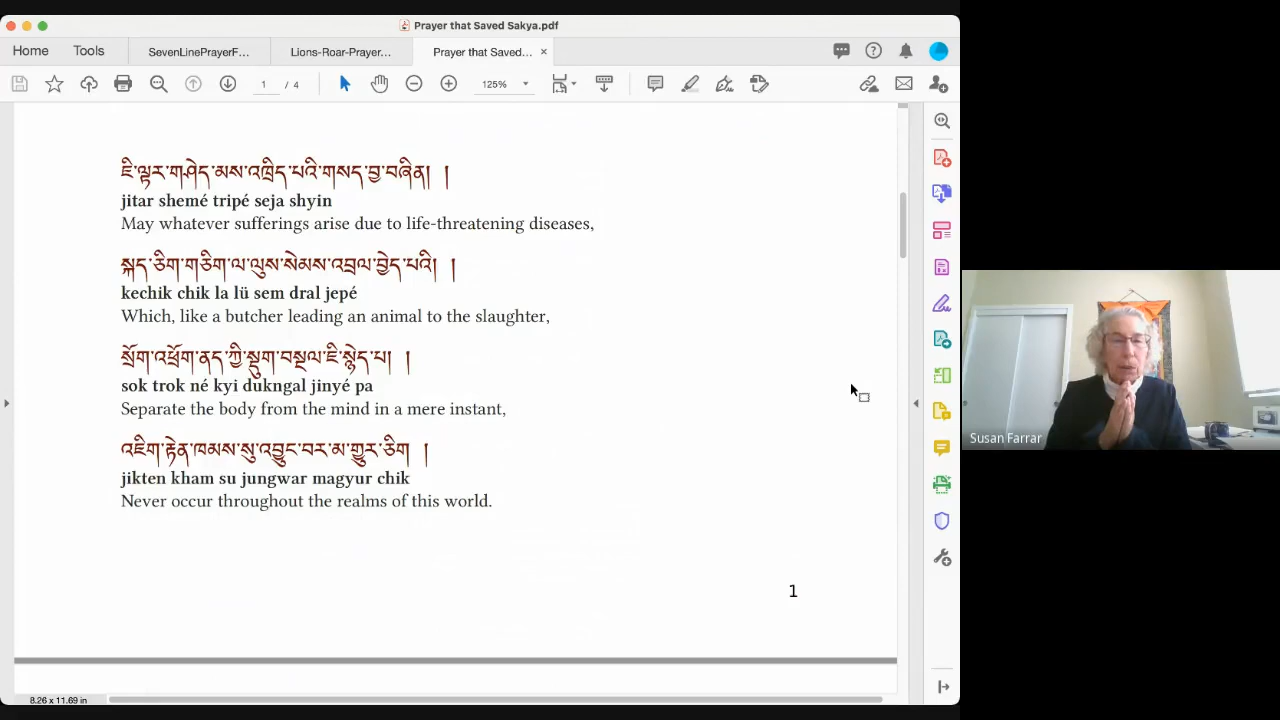 Prayer that Saved Sakya.pdf
Home Tools SevenLinePrayerF... Lions-Roar-Prayer... Prayer that Saved... ×
1 / 4 125%
ཇི་ལྟར་གཤེད་མས་འཁྲིད་པའི་གསད་བྱ་བཞིན། །
jitar shemé tripé seja shyin
May whatever sufferings arise due to life-threatening diseases,
སྐད་ཅིག་གཅིག་ལ་ལུས་སེམས་འབྲལ་བྱེད་པའི། །
kechik chik la lü sem dral jepé
Which, like a butcher leading an animal to the slaughter,
སྲོག་འཕྲོག་ནད་ཀྱི་སྡུག་བསྔལ་ཇི་སྙེད་པ། །
sok trok né kyi dukngal jinyé pa
Separate the body from the mind in a mere instant,
འཇིག་རྟེན་ཁམས་སུ་འབྱུང་བར་མ་གྱུར་ཅིག །
jikten kham su jungwar magyur chik
Never occur throughout the realms of this world.
1
8.26 x 11.69 in
Susan Farrar